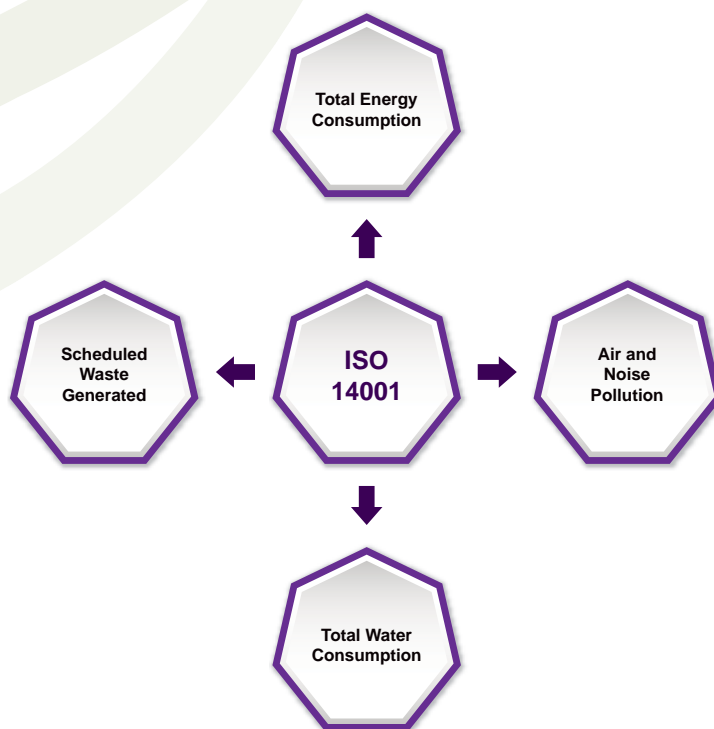 Total Energy
Consumption
Scheduled
Waste
Generated
ISO
14001
Air and
Noise
Pollution
Total Water
Consumption